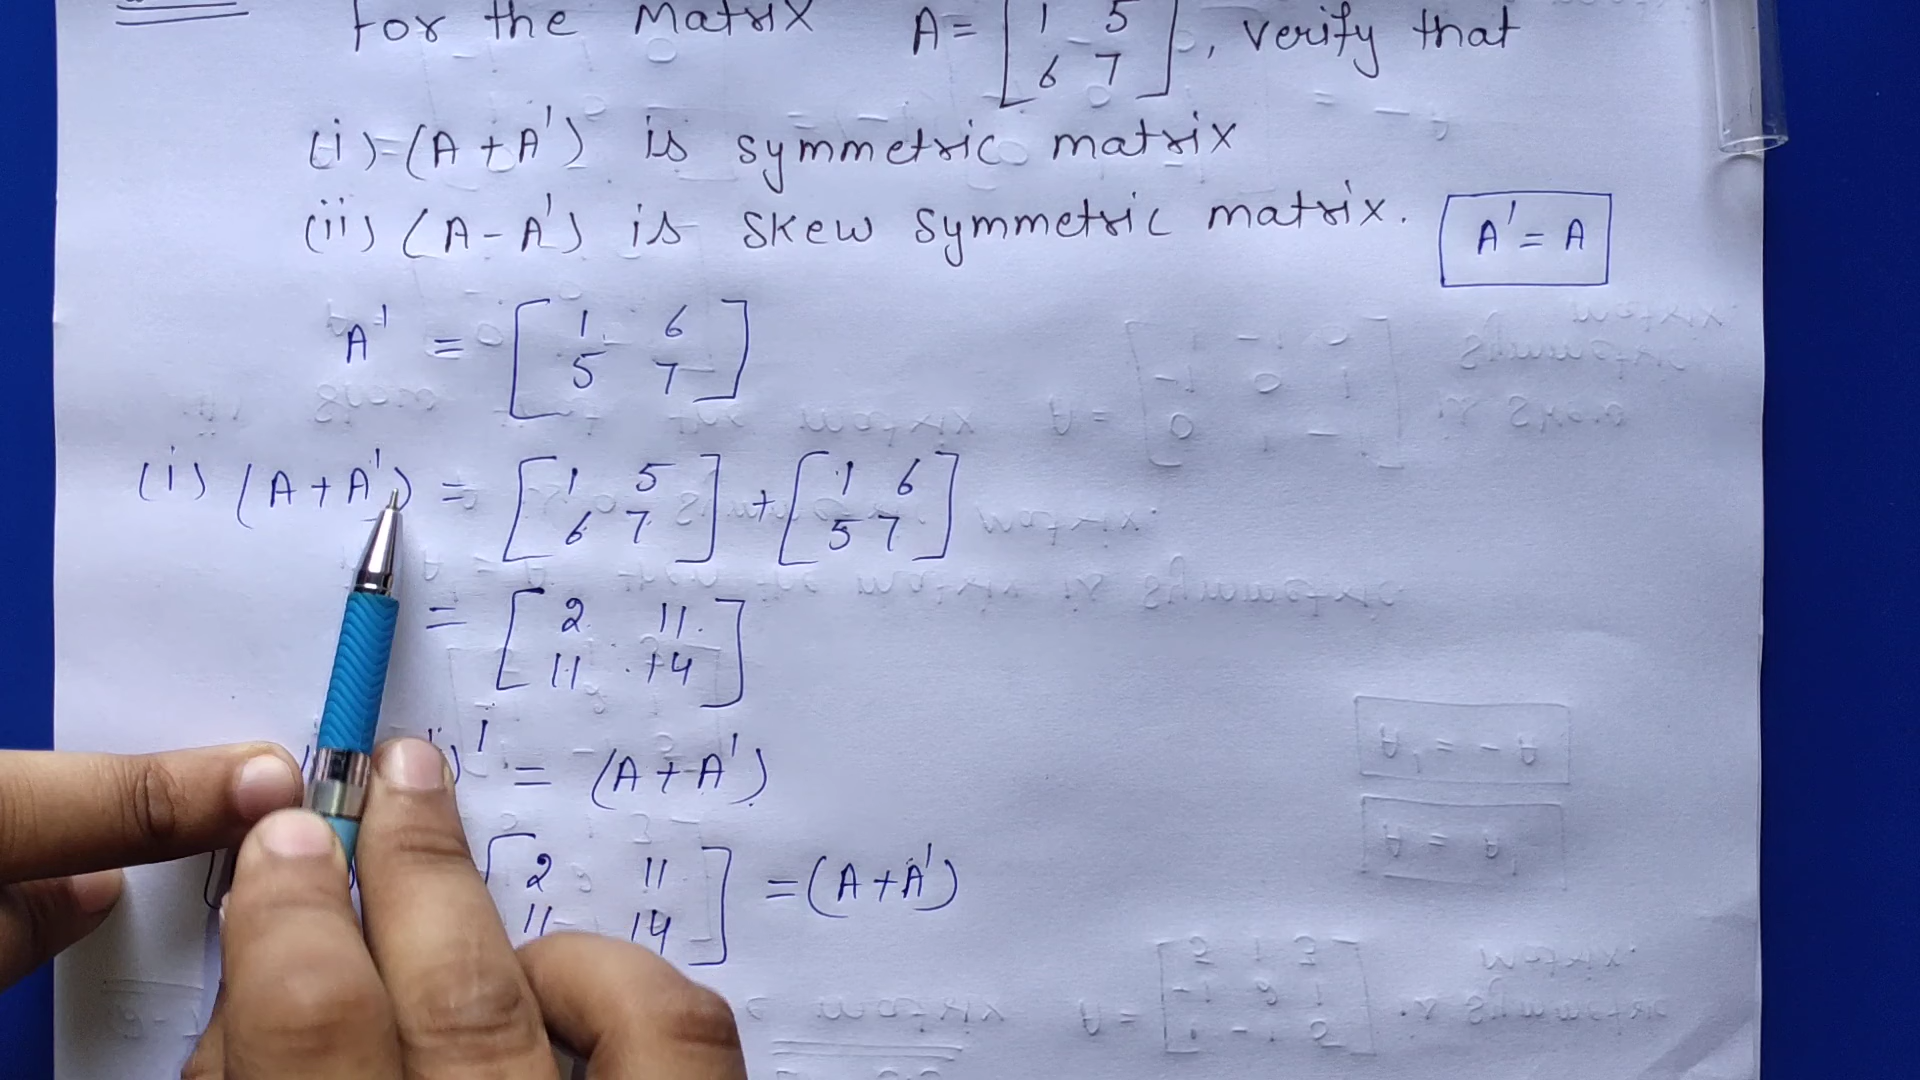 For the Matrix A = [ 1 5 ], verify that
6 7
(i) (A + A') is symmetric matrix
(ii) (A - A') is skew symmetric matrix.
A' = A
A' = [ 1 6 ]
5 7
(i) (A + A') = [ 1 5 ] + [ 1 6 ]
6 7 5 7
= [ 2 11 ]
11 14
)' = (A + A')
[ 2 11 ] = (A + A')
11 14